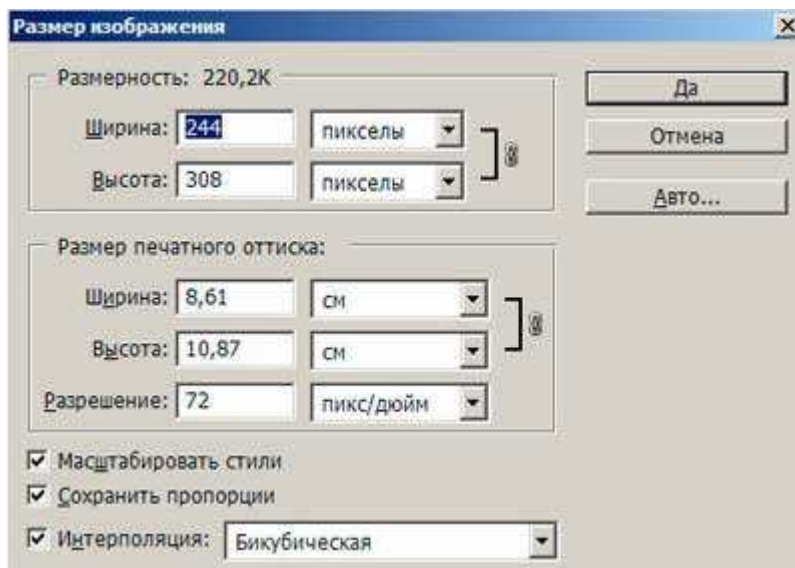 Размер изображения
Размерность: 220,2K
Ширина: 244 пикселы
Высота: 308 пикселы
Да
Отмена
Авто...
Размер печатного оттиска:
Ширина: 8,61 см
Высота: 10,87 см
Разрешение: 72 пикс/дюйм
Масштабировать стили
Сохранить пропорции
Интерполяция: Бикубическая